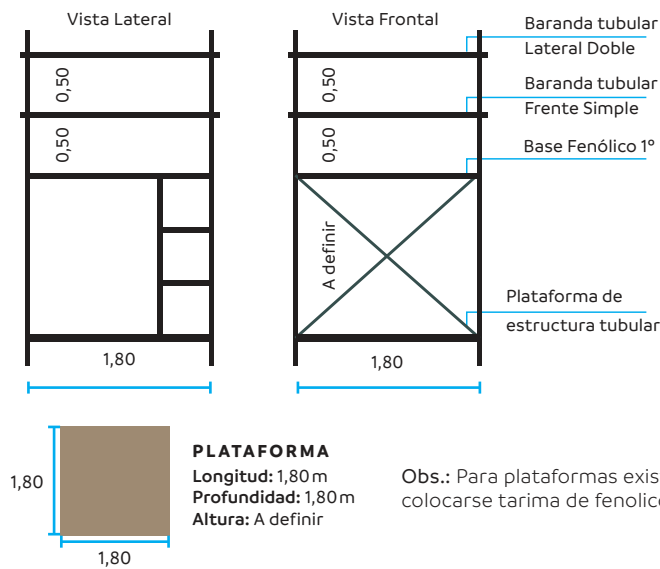 Vista Lateral
0,50
0,50
1,80
Vista Frontal
0,50
0,50
A definir
1,80
Baranda tubular
Lateral Doble
Baranda tubular
Frente Simple
Base Fenólico 1°
Plataforma de
estructura tubular
1,80
1,80
PLATAFORMA
Longitud: 1,80 m
Profundidad: 1,80 m
Altura: A definir
Obs.: Para plataformas
colocarse tarima de